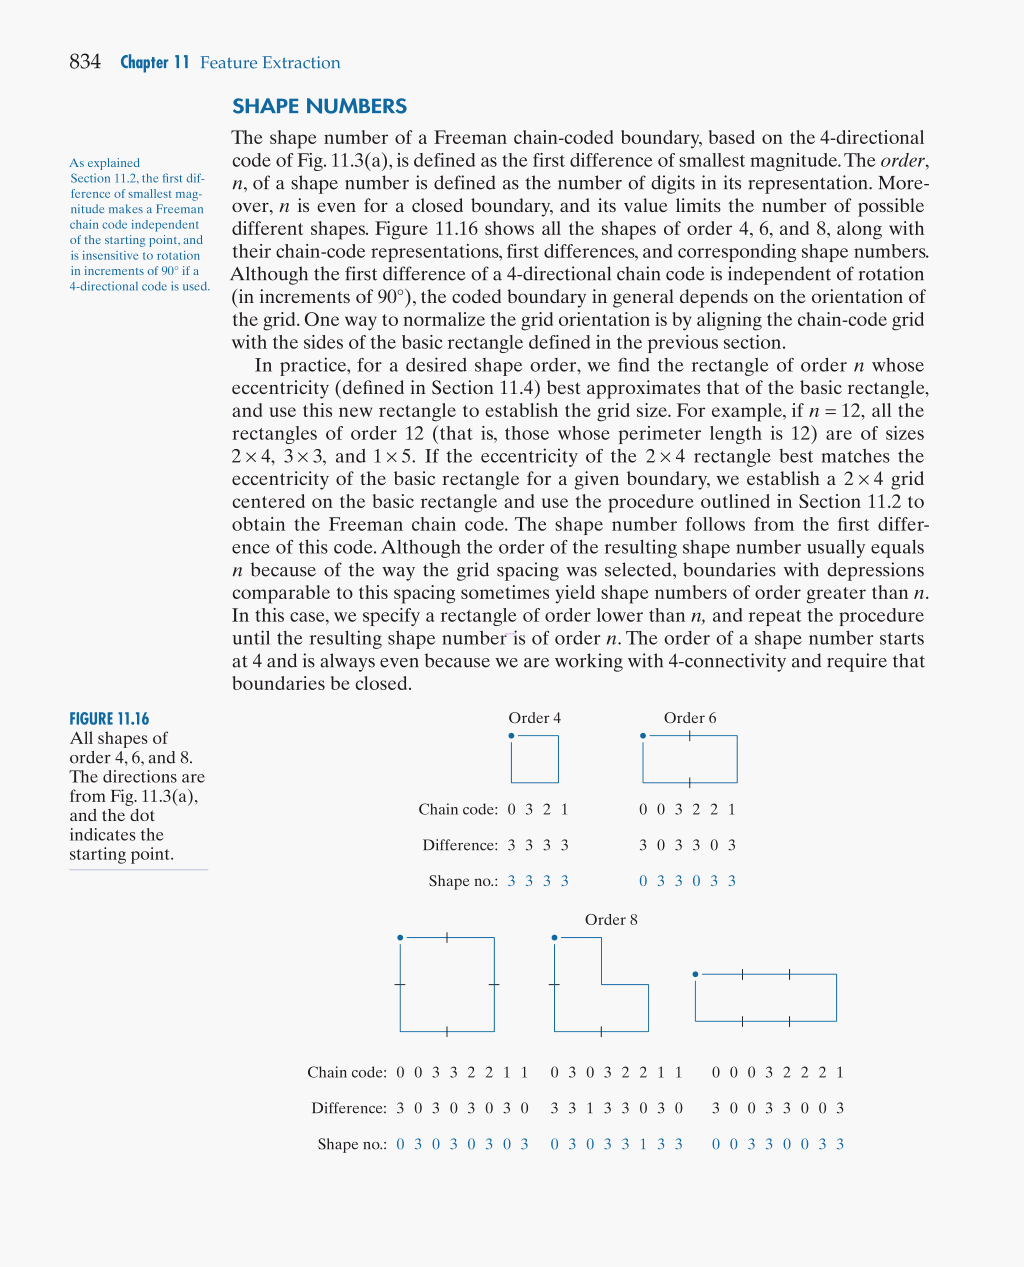 834 Chapter 11 Feature Extraction
SHAPE NUMBERS
The shape number of a Freeman chain-coded boundary, based on the 4-directional
code of Fig. 11.3(a), is defined as the first difference of smallest magnitude. The order,
n, of a shape number is defined as the number of digits in its representation. More-
over, n is even for a closed boundary, and its value limits the number of possible
different shapes. Figure 11.16 shows all the shapes of order 4, 6, and 8, along with
their chain-code representations, first differences, and corresponding shape numbers.
Although the first difference of a 4-directional chain code is independent of rotation
(in increments of 90°), the coded boundary in general depends on the orientation of
the grid. One way to normalize the grid orientation is by aligning the chain-code grid
with the sides of the basic rectangle defined in the previous section.
As explained
Section 11.2, the first dif-
ference of smallest mag-
nitude makes a Freeman
chain code independent
of the starting point, and
is insensitive to rotation
in increments of 90° if a
4-directional code is used.
In practice, for a desired shape order, we find the rectangle of order n whose
eccentricity (defined in Section 11.4) best approximates that of the basic rectangle,
and use this new rectangle to establish the grid size. For example, if n = 12, all the
rectangles of order 12 (that is, those whose perimeter length is 12) are of sizes
2 × 4, 3 × 3, and 1 × 5. If the eccentricity of the 2 × 4 rectangle best matches the
eccentricity of the basic rectangle for a given boundary, we establish a 2 × 4 grid
centered on the basic rectangle and use the procedure outlined in Section 11.2 to
obtain the Freeman chain code. The shape number follows from the first differ-
ence of this code. Although the order of the resulting shape number usually equals
n because of the way the grid spacing was selected, boundaries with depressions
comparable to this spacing sometimes yield shape numbers of order greater than n.
In this case, we specify a rectangle of order lower than n, and repeat the procedure
until the resulting shape number is of order n. The order of a shape number starts
at 4 and is always even because we are working with 4-connectivity and require that
boundaries be closed.
FIGURE 11.16
All shapes of
order 4, 6, and 8.
The directions are
from Fig. 11.3(a),
and the dot
indicates the
starting point.
Order 4 Order 6
Chain code: 0 3 2 1 0 0 3 2 2 1
Difference: 3 3 3 3 3 0 3 3 0 3
Shape no.: 3 3 3 3 0 3 3 0 3 3
Order 8
Chain code: 0 0 3 3 2 2 1 1 0 3 0 3 2 2 1 1 0 0 0 3 2 2 2 1
Difference: 3 0 3 0 3 0 3 0 3 3 1 3 3 0 3 0 3 0 0 3 3 0 0 3
Shape no.: 0 3 0 3 0 3 0 3 0 3 0 3 3 1 3 3 0 0 3 3 0 0 3 3